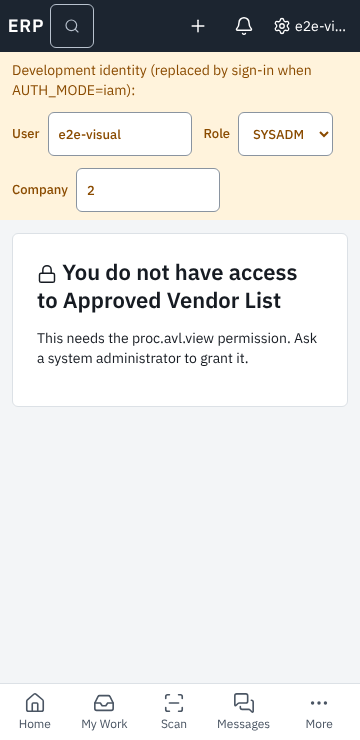 ERP
e2e-vi...
Development identity (replaced by sign-in when
AUTH_MODE=iam):
User
e2e-visual
Role
SYSADM
Company
2
You do not have access
to Approved Vendor List
This needs the proc.avl.view permission. Ask
a system administrator to grant it.
Home
My Work
Scan
Messages
More